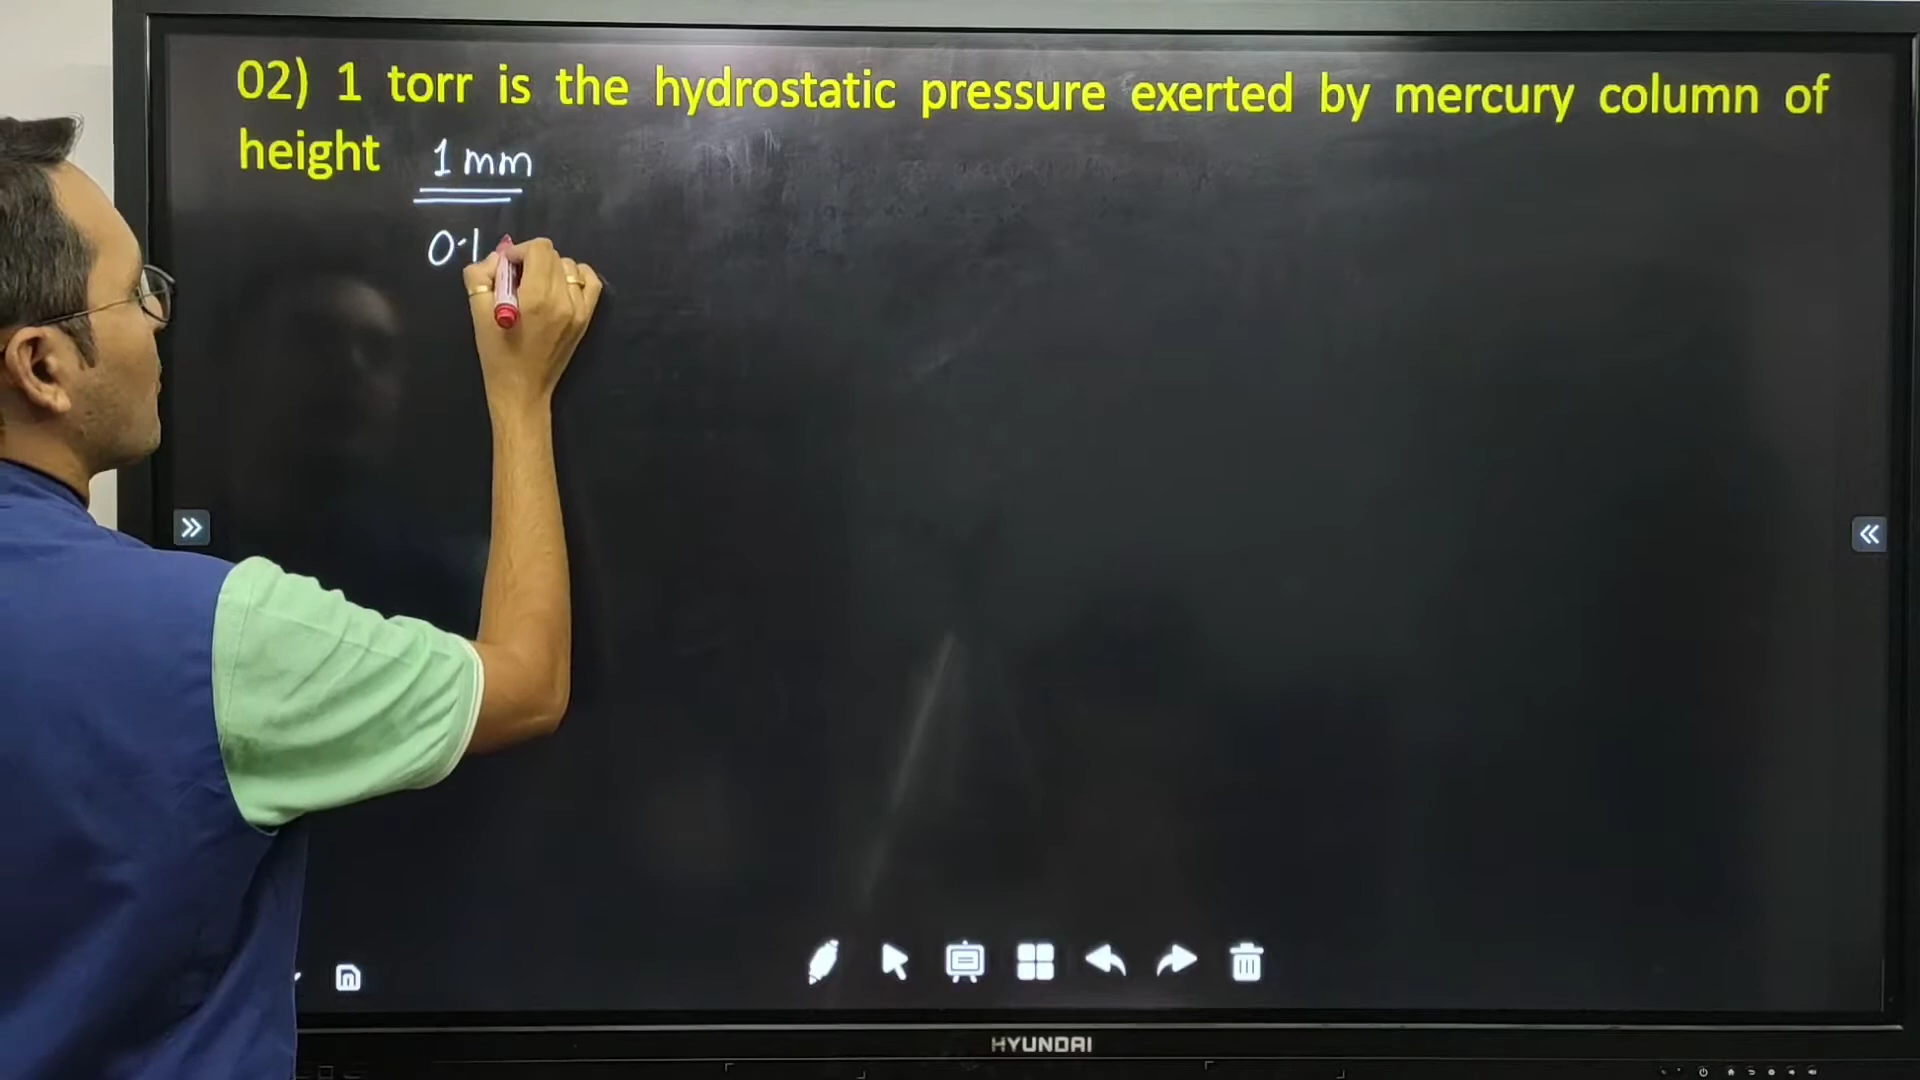 02) 1 torr is the hydrostatic pressure exerted by mercury column of
height 1 mm
0.1
HYUNDAI